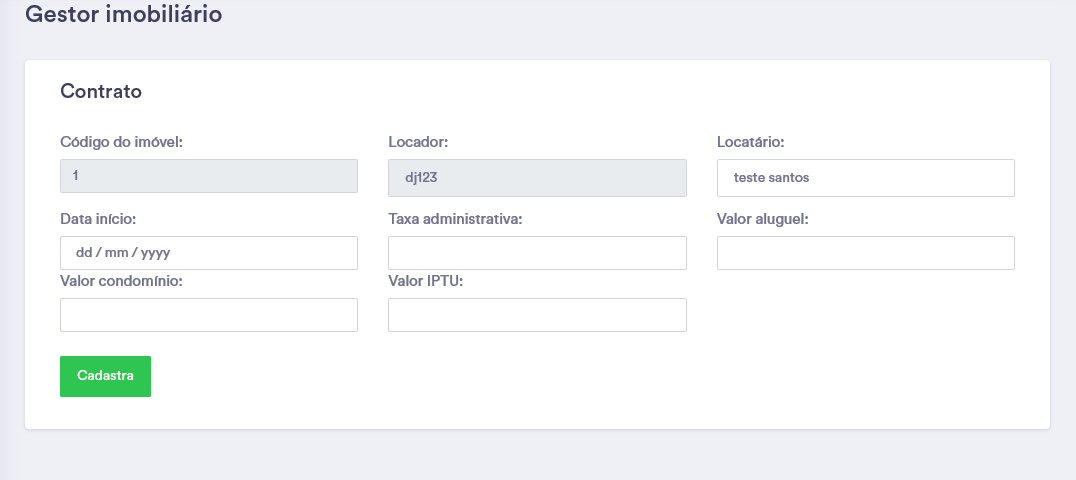 Gestor imobiliário
Contrato
Código do imóvel: Locador: Locatário:
1 dj123 teste santos
Data início: Taxa administrativa: Valor aluguel:
dd / mm / yyyy
Valor condomínio: Valor IPTU:
Cadastra